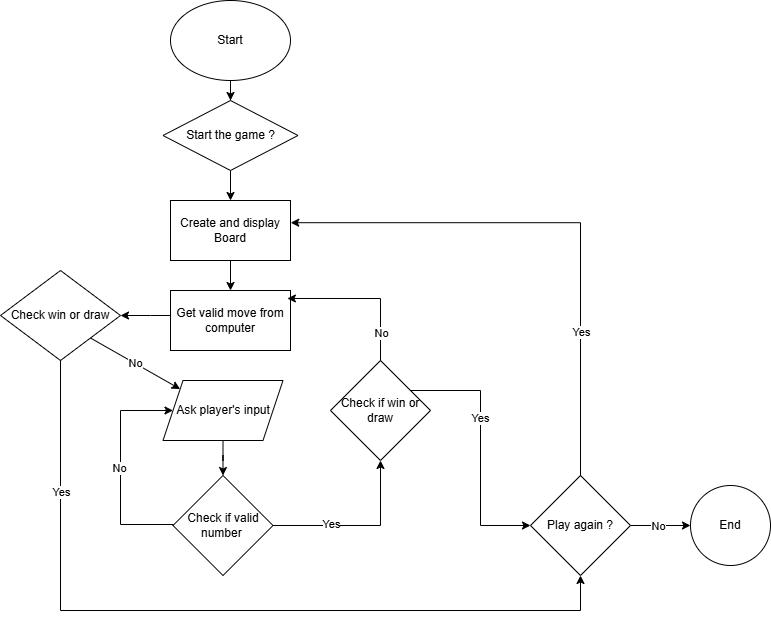 Start
Start the game ?
Create and display
Board
Get valid move from
computer
Check win or draw
No
Ask player's input
No
Check if valid
number
Yes
Check if win or
draw
No
Yes
Yes
Yes
Play again ?
No
End